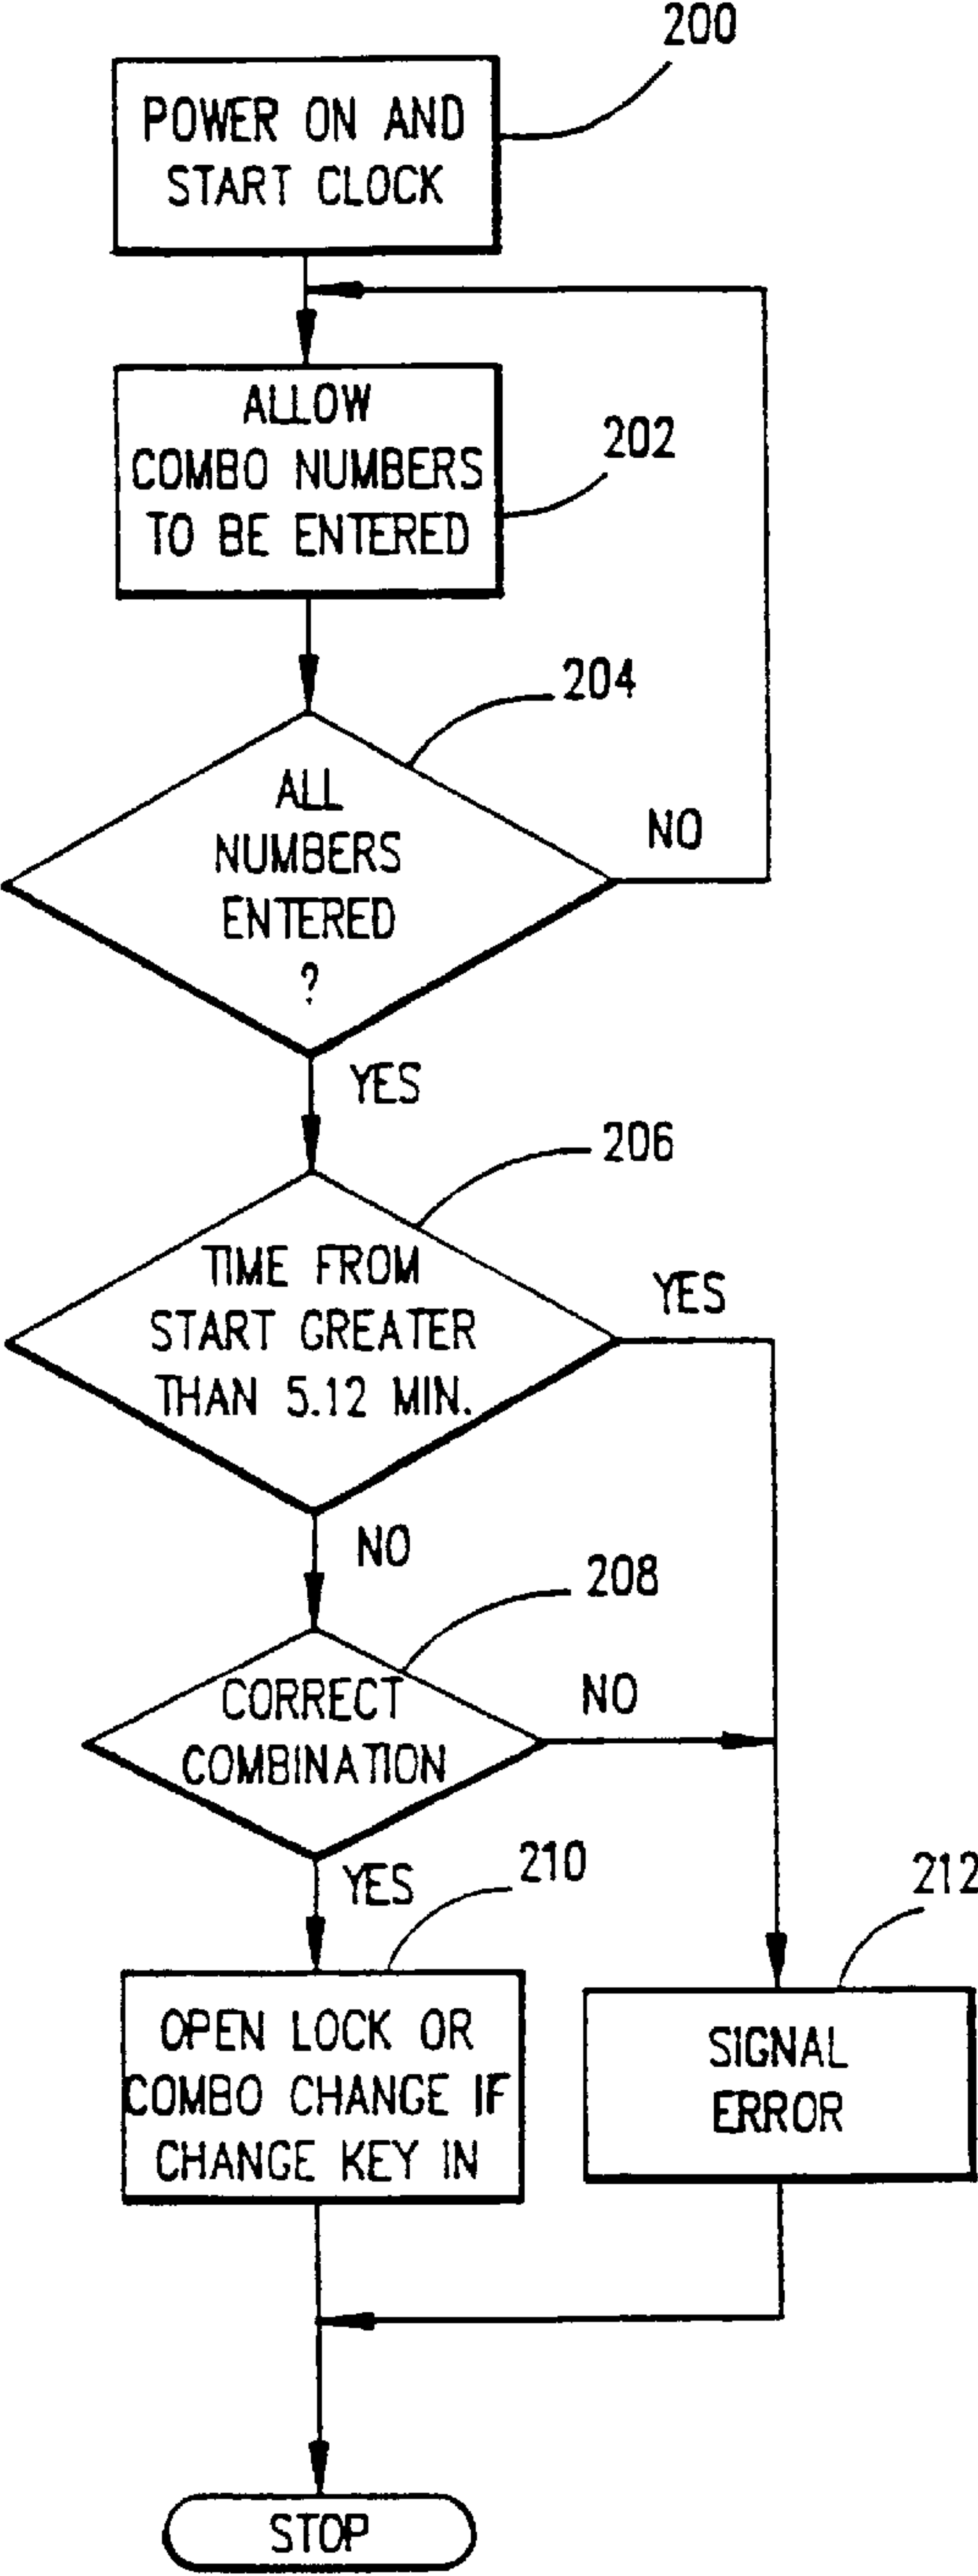 200
POWER ON AND
START CLOCK
ALLOW
COMBO NUMBERS
TO BE ENTERED
202
204
ALL
NUMBERS
ENTERED
?
NO
YES
206
TIME FROM
START GREATER
THAN 5.12 MIN.
YES
NO
208
CORRECT
COMBINATION
NO
YES
210
212
OPEN LOCK OR
COMBO CHANGE IF
CHANGE KEY IN
SIGNAL
ERROR
STOP